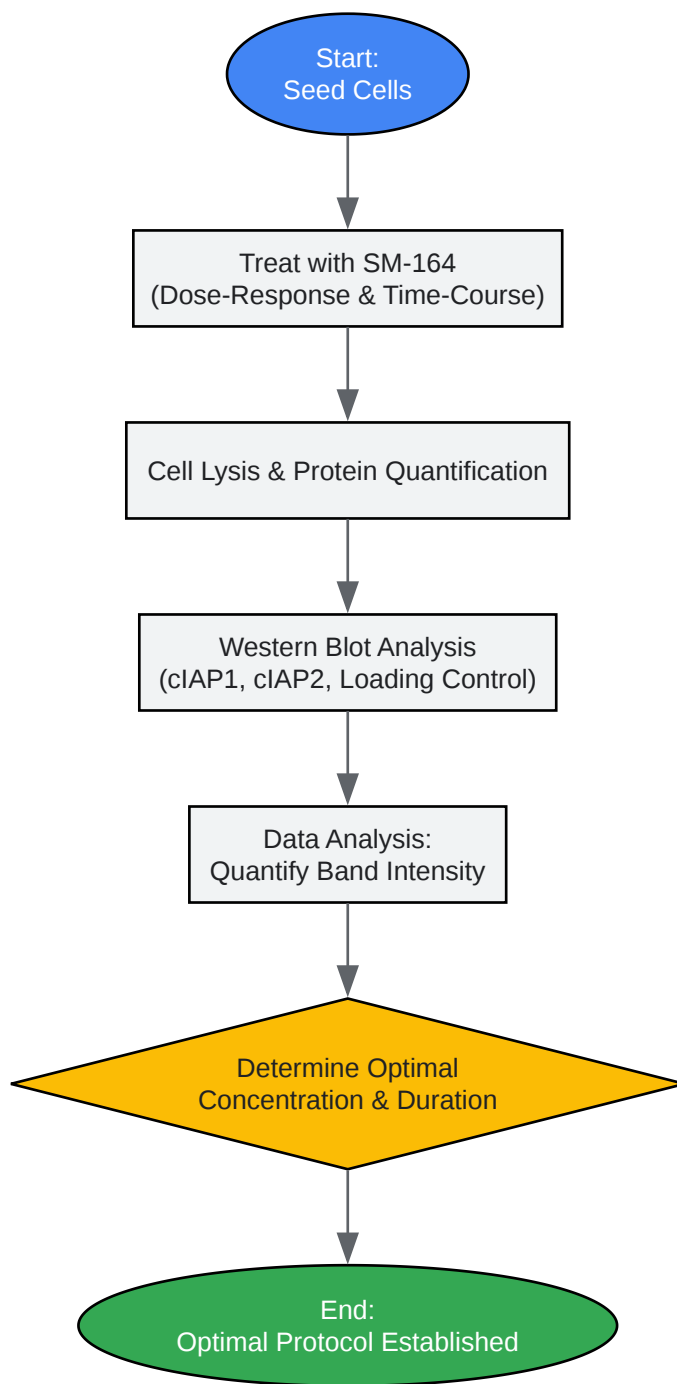 Start:
Seed Cells
Treat with SM-164
(Dose-Response & Time-Course)
Cell Lysis & Protein Quantification
Western Blot Analysis
(cIAP1, cIAP2, Loading Control)
Data Analysis:
Quantify Band Intensity
Determine Optimal
Concentration & Duration
End:
Optimal Protocol Established